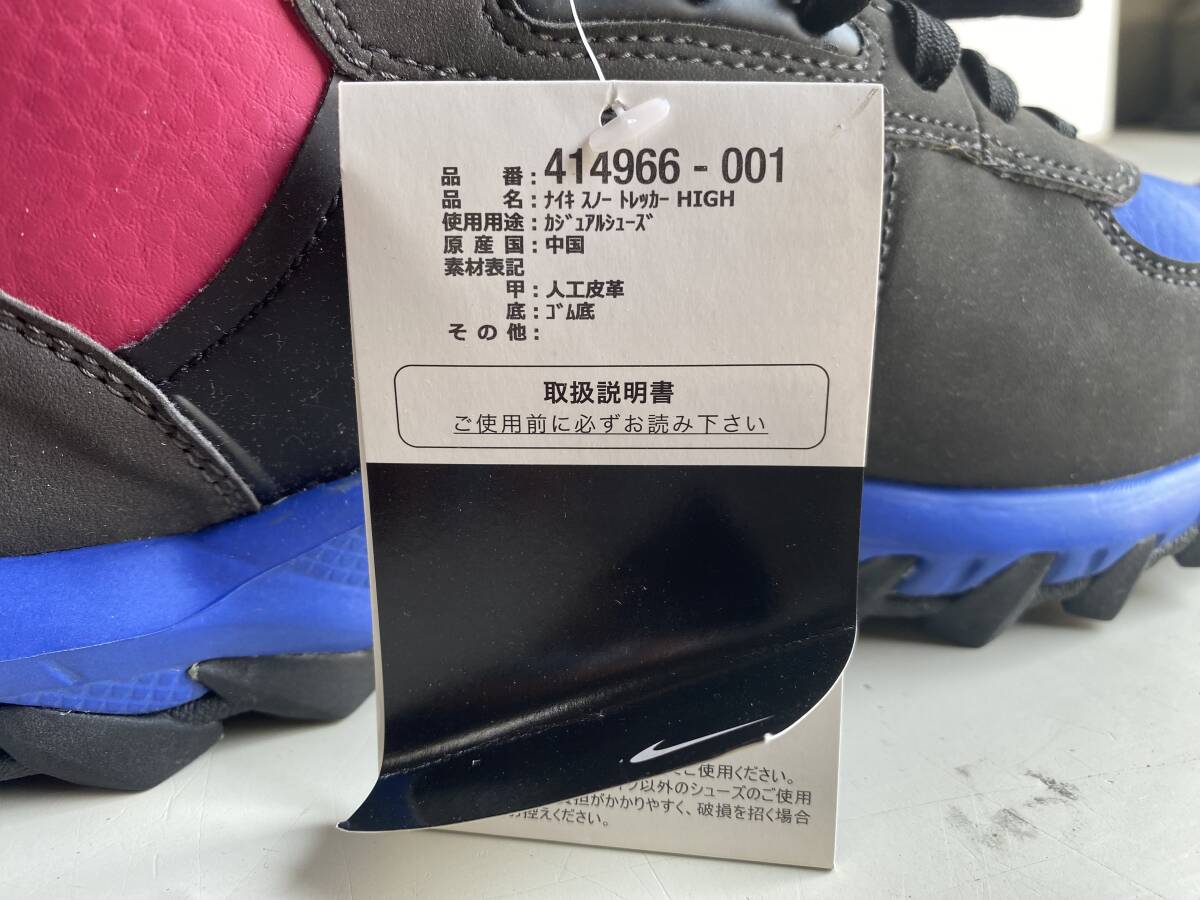 品 番：414966 - 001
品 名：ﾅｲｷ ｽﾉｰ ﾄﾚｯｶｰ HIGH
使用用途：ｶｼﾞｭｱﾙｼｭｰｽﾞ
原 産 国：中国
素材表記
甲：人工皮革
底：ｺﾞﾑ底
そ の 他：
取扱説明書
ご使用前に必ずお読み下さい
ご使用ください。
以外のシューズのご使用
担がかかりやすく、破損を招く場合
控えください。